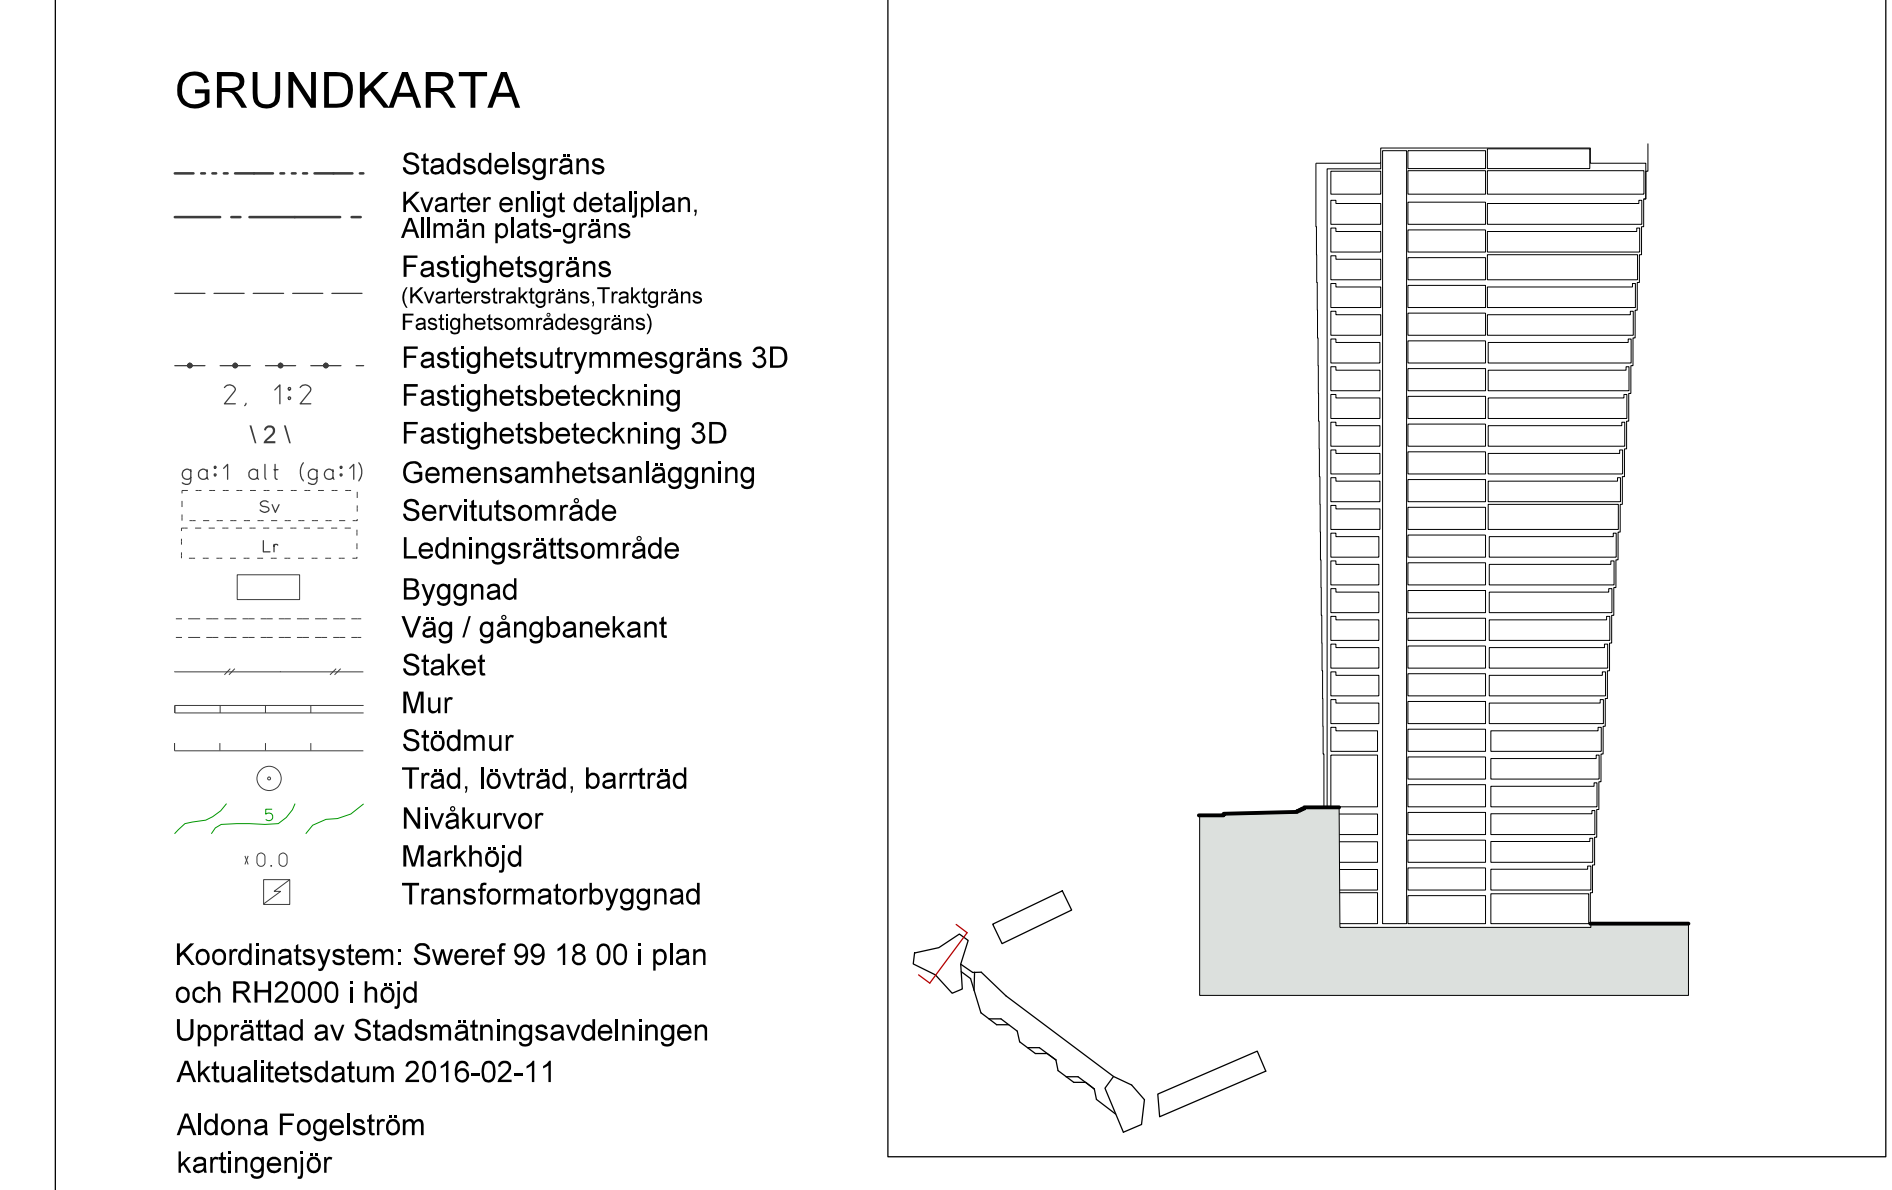 GRUNDKARTA
Stadsdelsgräns
Kvarter enligt detaljplan,
Allmän plats-gräns
Fastighetsgräns
(Kvarterstraktgräns,Traktgräns
Fastighetsområdesgräns)
Fastighetsutrymmesgräns 3D
2, 1:2 Fastighetsbeteckning
\2\ Fastighetsbeteckning 3D
ga:1 alt (ga:1) Gemensamhetsanläggning
Sv Servitutsområde
Lr Ledningsrättsområde
Byggnad
Väg / gångbanekant
Staket
Mur
Stödmur
Träd, lövträd, barrträd
5 Nivåkurvor
x0.0 Markhöjd
Transformatorbyggnad
Koordinatsystem: Sweref 99 18 00 i plan
och RH2000 i höjd
Upprättad av Stadsmätningsavdelningen
Aktualitetsdatum 2016-02-11
Aldona Fogelström
kartingenjör